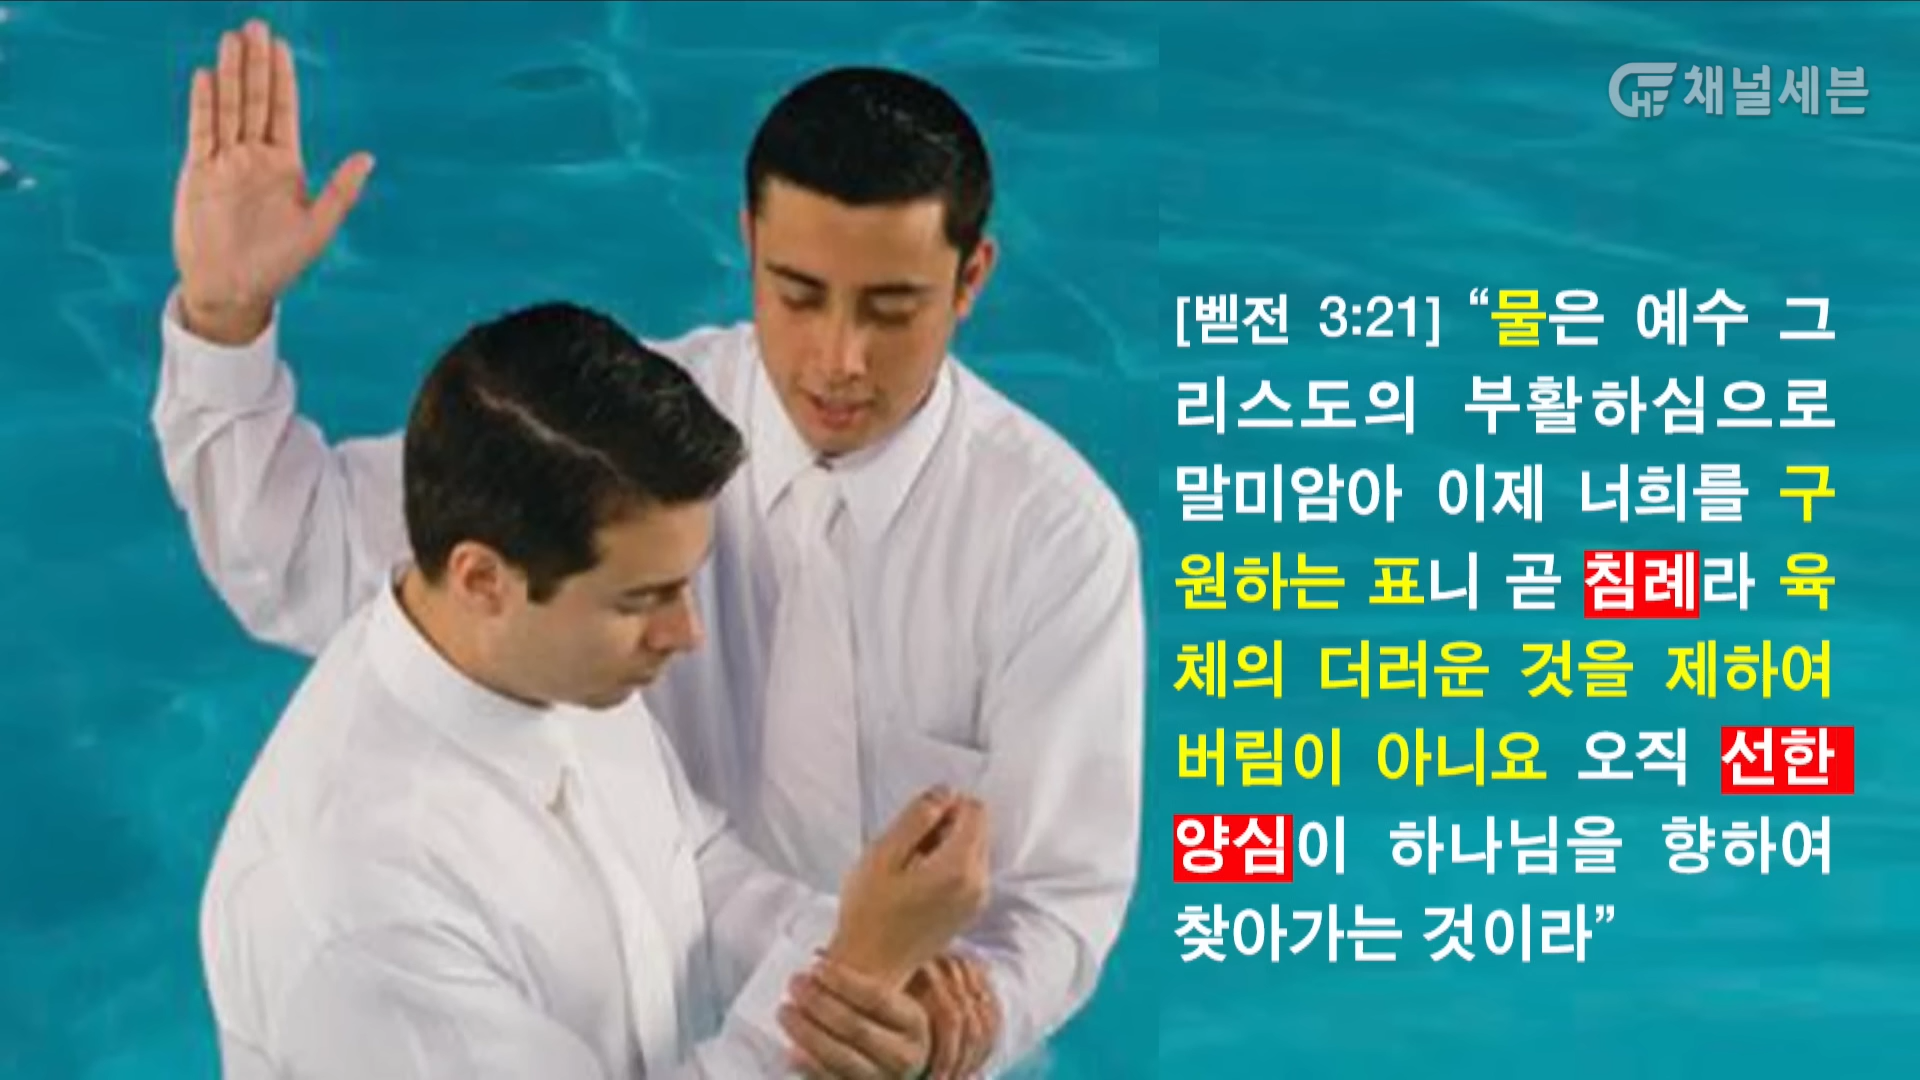 채널세븐
[벧전 3:21] “물은 예수 그
리스도의 부활하심으로
말미암아 이제 너희를 구
원하는 표니 곧 침례라 육
체의 더러운 것을 제하여
버림이 아니요 오직 선한
양심이 하나님을 향하여
찾아가는 것이라”